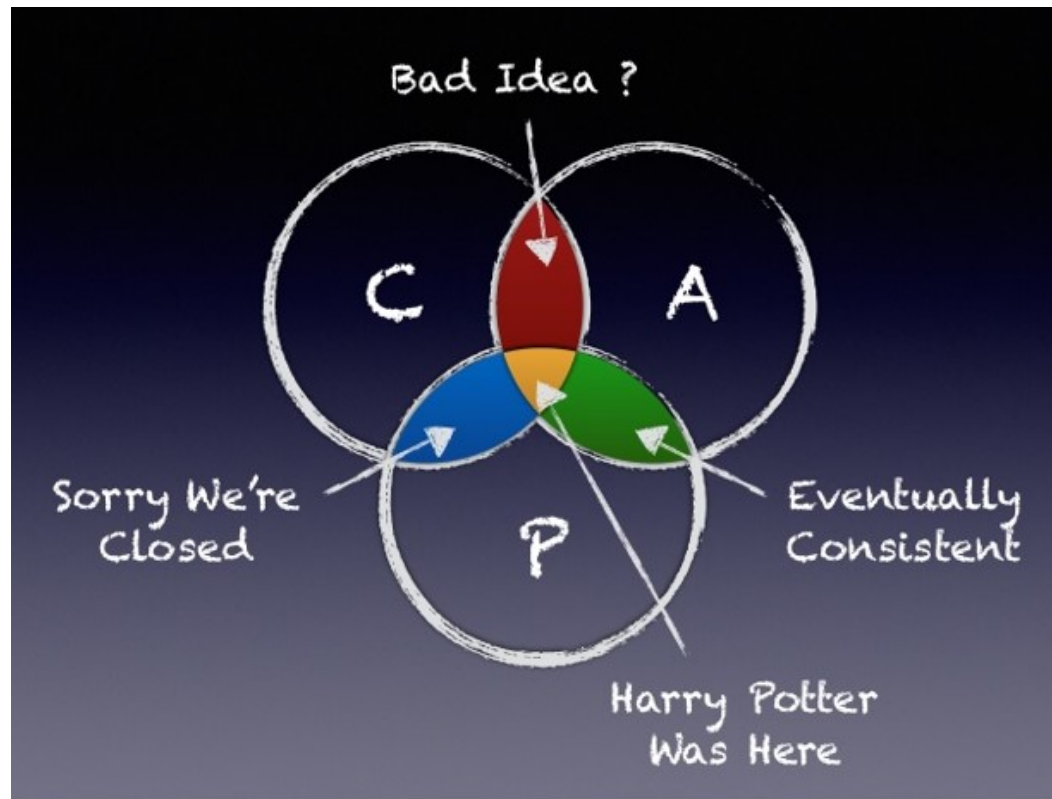 Bad Idea ?
C
A
Sorry We're
Closed
P
Eventually
Consistent
Harry Potter
Was Here